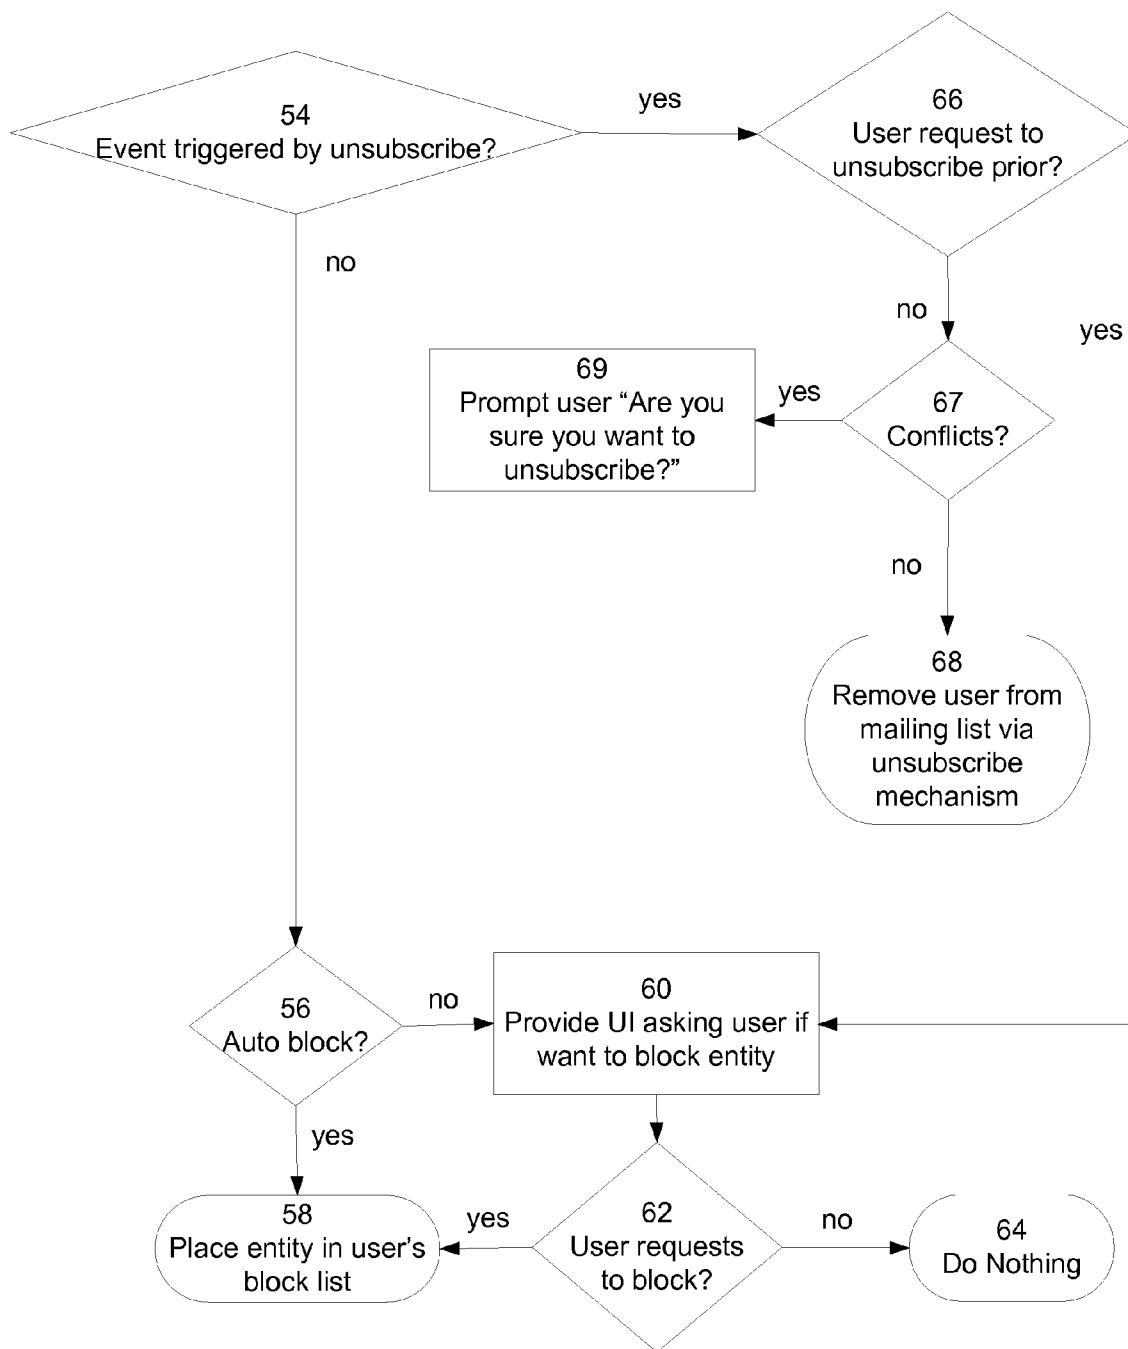 54
Event triggered by unsubscribe?
yes
66
User request to
unsubscribe prior?
no
no
yes
69
Prompt user “Are you
sure you want to
unsubscribe?”
yes
67
Conflicts?
no
68
Remove user from
mailing list via
unsubscribe
mechanism
56
Auto block?
no
60
Provide UI asking user if
want to block entity
yes
58
Place entity in user’s
block list
yes
62
User requests
to block?
no
64
Do Nothing